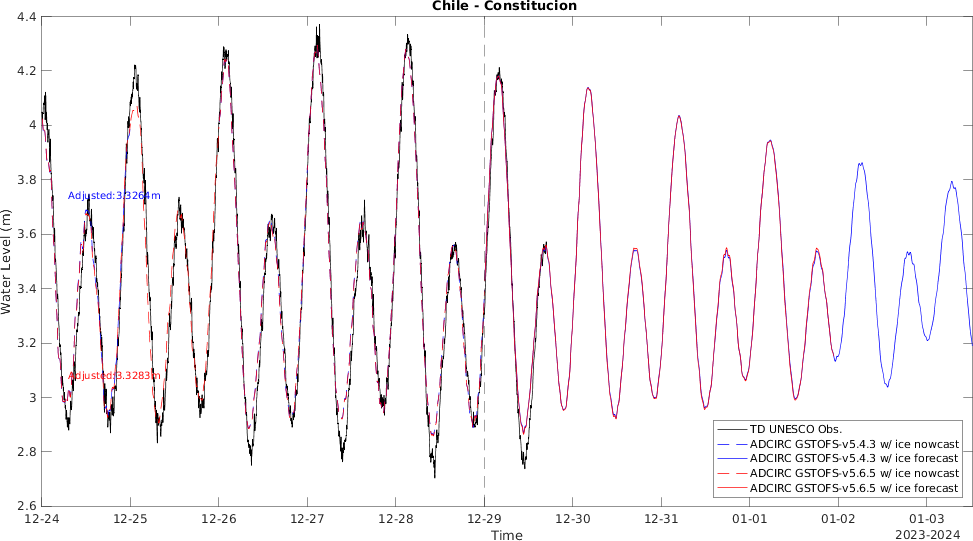 Chile - Constitucion
4.4
4.2
4
3.8
3.6
3.4
3.2
3
2.8
2.6
Water Level (m)
Adjusted:3.3264m
Adjusted:3.3283m
TD UNESCO Obs.
ADCIRC GSTOFS-v5.4.3 w/ ice nowcast
ADCIRC GSTOFS-v5.4.3 w/ ice forecast
ADCIRC GSTOFS-v5.6.5 w/ ice nowcast
ADCIRC GSTOFS-v5.6.5 w/ ice forecast
12-24 12-25 12-26 12-27 12-28 12-29 12-30 12-31 01-01 01-02 01-03
Time
2023-2024